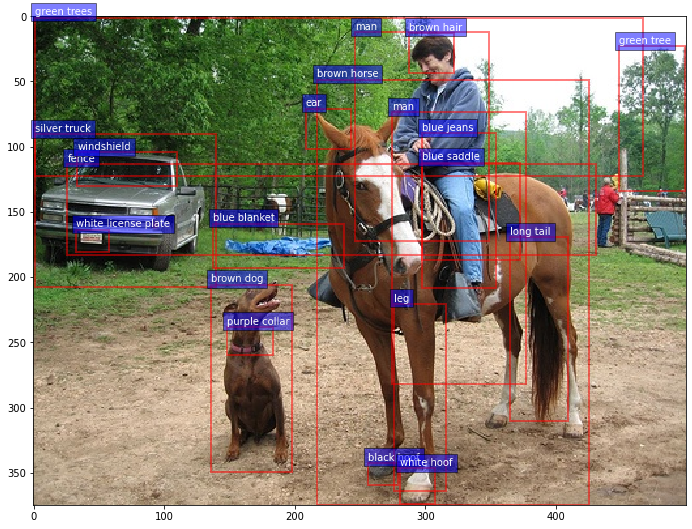 green trees
man
brown hair
green tree
brown horse
ear
man
silver truck
blue jeans
windshield
fence
blue saddle
blue blanket
white license plate
long tail
brown dog
leg
purple collar
black hoof
white hoof
0
50
100
150
200
250
300
350
0
100
200
300
400